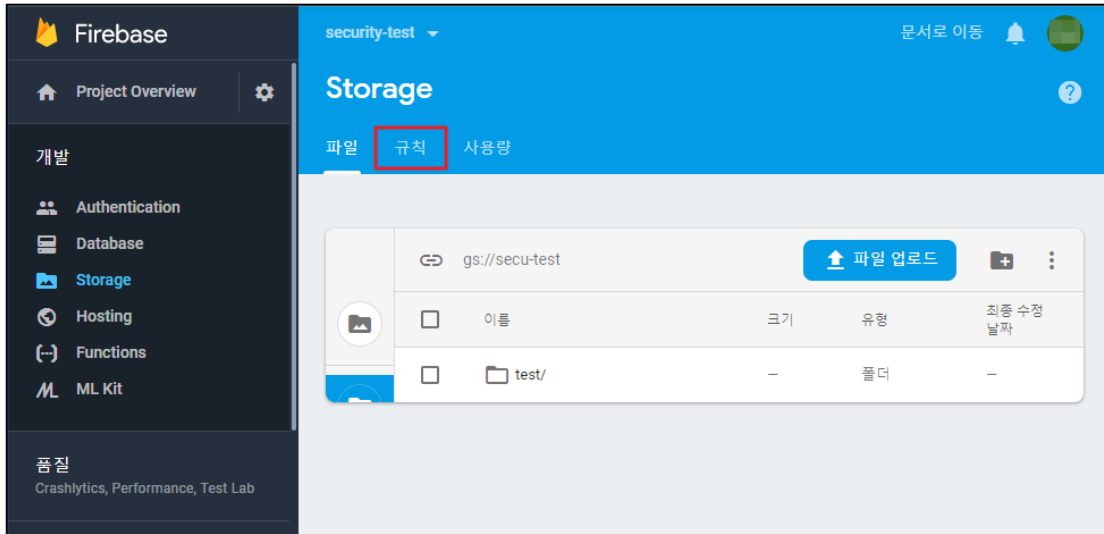 Firebase
security-test
문서로 이동
Project Overview
Storage
파일
규칙
사용량
개발
Authentication
Database
Storage
Hosting
Functions
ML Kit
gs://secu-test
파일 업로드
이름
크기
유형
최종 수정
날짜
test/
–
폴더
–
품질
Crashlytics, Performance, Test Lab